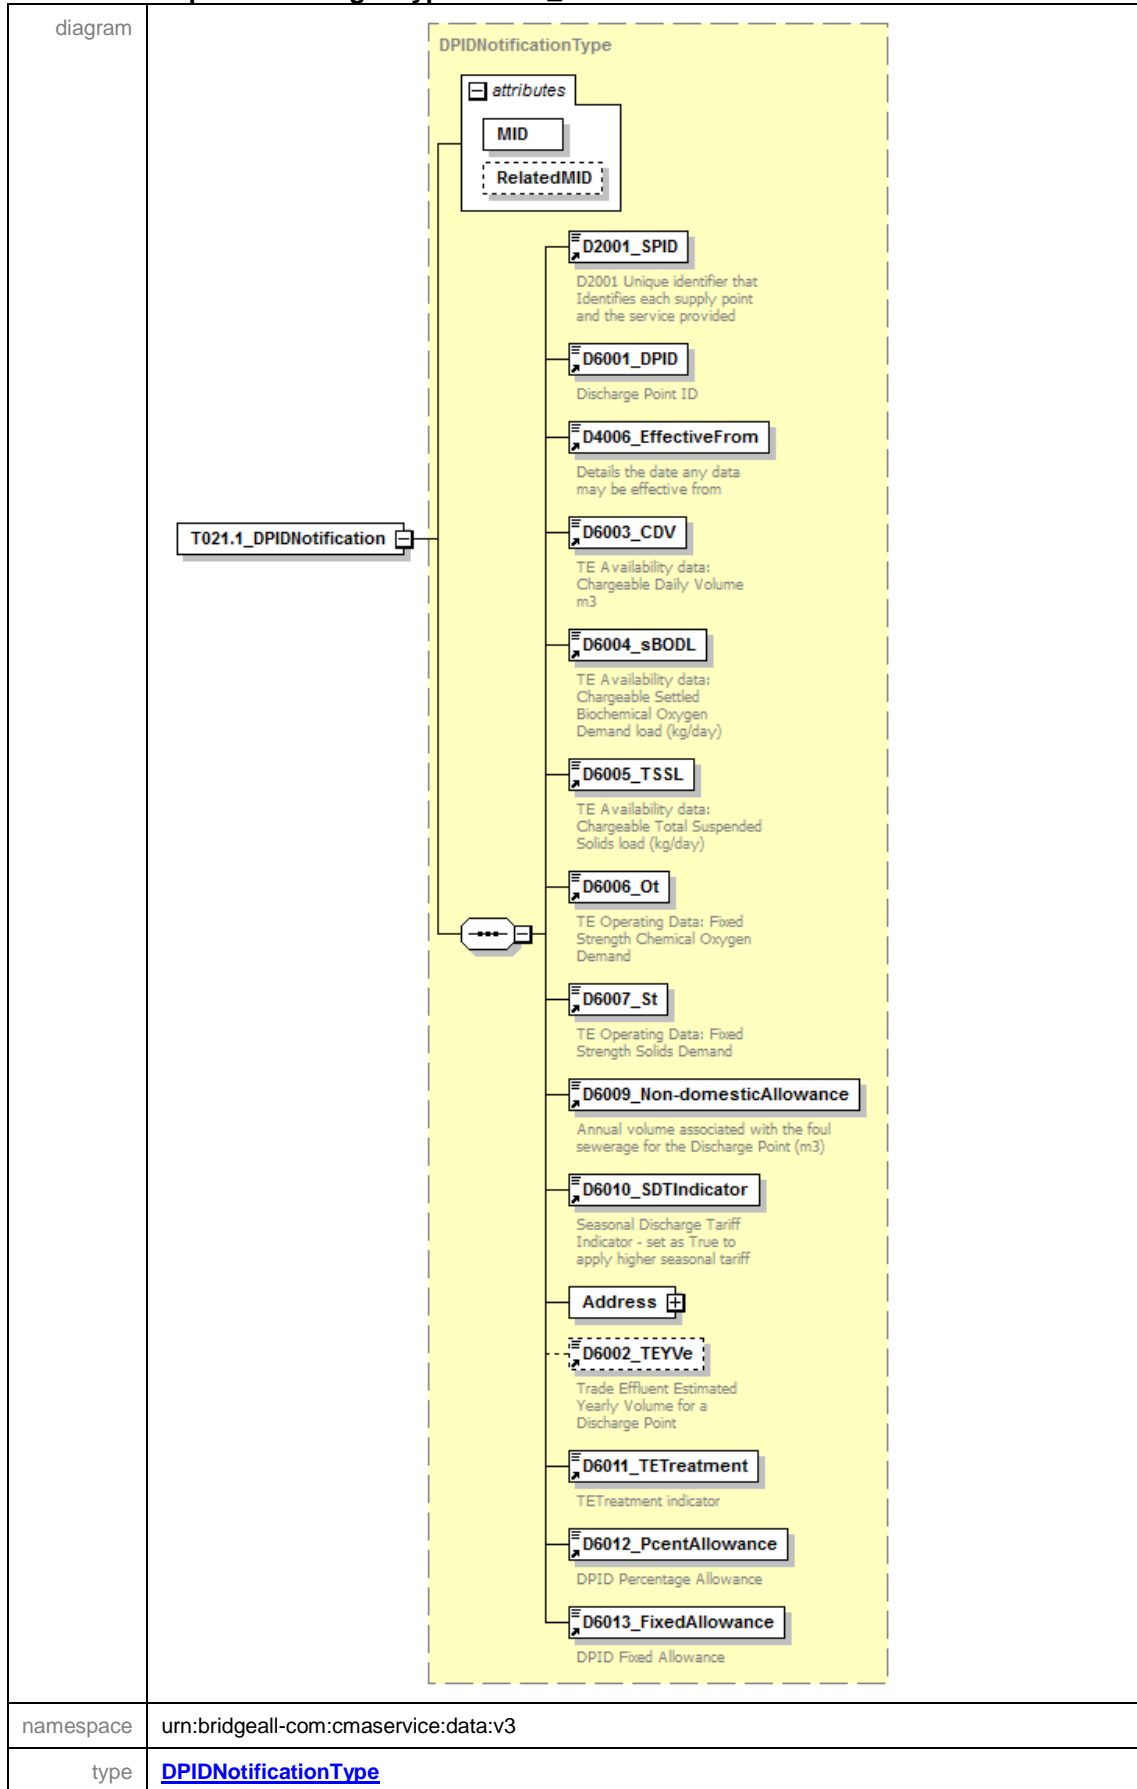 diagram
DPIDNotificationType
attributes
MID
RelatedMID
D2001_SPID
D2001 Unique identifier that
Identifies each supply point
and the service provided
D6001_DPID
Discharge Point ID
D4006_EffectiveFrom
Details the date any data
may be effective from
T021.1_DPIDNotification
D6003_CDV
TE Availability data:
Chargeable Daily Volume
m3
D6004_sBODL
TE Availability data:
Chargeable Settled
Biochemical Oxygen
Demand load (kg/day)
D6005_TSSL
TE Availability data:
Chargeable Total Suspended
Solids load (kg/day)
D6006_Ot
TE Operating Data: Fixed
Strength Chemical Oxygen
Demand
D6007_St
TE Operating Data: Fixed
Strength Solids Demand
D6009_Non-domesticAllowance
Annual volume associated with the foul
sewerage for the Discharge Point (m3)
D6010_SDTIndicator
Seasonal Discharge Tariff
Indicator - set as True to
apply higher seasonal tariff
Address
D6002_TEYVe
Trade Effluent Estimated
Yearly Volume for a
Discharge Point
D6011_TETreatment
TETreatment indicator
D6012_PcentAllowance
DPID Percentage Allowance
D6013_FixedAllowance
DPID Fixed Allowance
namespace
urn:bridgeall-com:cmaservice:data:v3
type
DPIDNotificationType